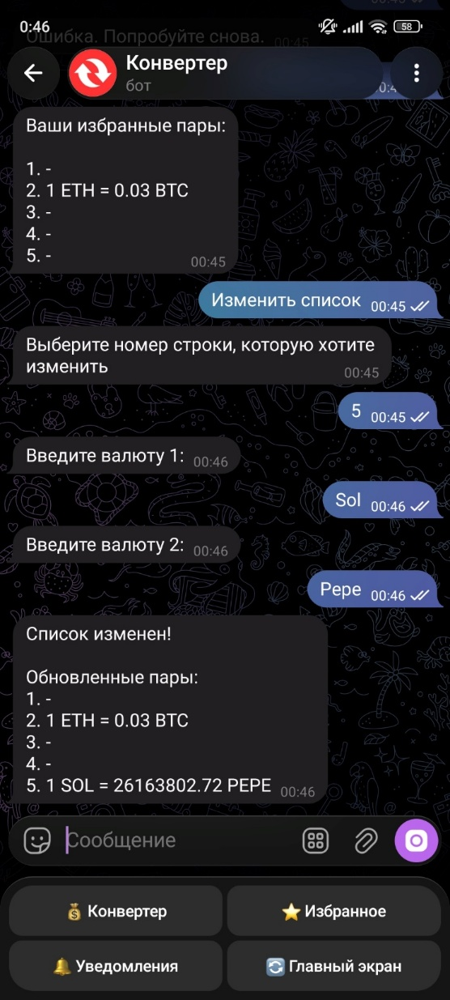 0:46
58
Ошибка. Попробуйте снова. 00:45
Конвертер
бот
Ваши избранные пары:
1. -
2. 1 ETH = 0.03 BTC
3. -
4. -
5. -
00:45
Изменить список 00:45
Выберите номер строки, которую хотите
изменить 00:45
5 00:45
Введите валюту 1: 00:46
Sol 00:46
Введите валюту 2: 00:46
Pepe 00:46
Список изменен!
Обновленные пары:
1. -
2. 1 ETH = 0.03 BTC
3. -
4. -
5. 1 SOL = 26163802.72 PEPE 00:46
Сообщение
Конвертер
Избранное
Уведомления
Главный экран